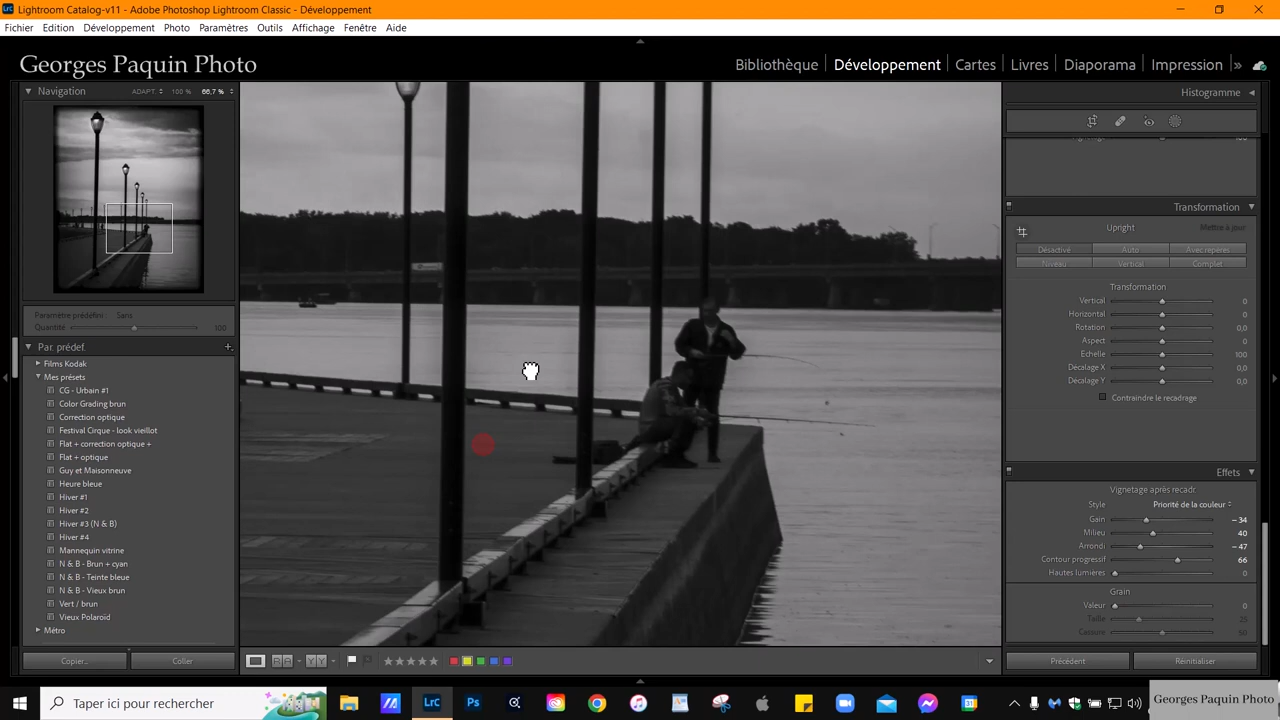 Lightroom Catalog-v11 - Adobe Photoshop Lightroom Classic - Développement
Fichier Edition Développement Photo Paramètres Outils Affichage Fenêtre Aide
Georges Paquin Photo
Bibliothèque Développement Cartes Livres Diaporama Impression »
Navigation ADAPT. 100 % 66,7 %
Histogramme
Paramètre prédéfini : Sans
Quantité 100
Par. prédéf.
Films Kodak
Mes présets
CG - Urbain #1
Color Grading brun
Correction optique
Festival Cirque - look vieillot
Flat + correction optique +
Flat + optique
Guy et Maisonneuve
Heure bleue
Hiver #1
Hiver #2
Hiver #3 (N & B)
Hiver #4
Mannequin vitrine
N & B - Brun + cyan
N & B - Teinte bleue
N & B - Vieux brun
Vert / brun
Vieux Polaroïd
Métro
Copier... Coller
Transformation
Upright Mettre à jour
Désactivé Auto Avec repères
Niveau Vertical Complet
Transformation
Vertical 0
Horizontal 0
Rotation 0,0
Aspect 0
Echelle 100
Décalage X 0,0
Décalage Y 0,0
Contraindre le recadrage
Effets
Vignetage après recadr.
Style Priorité de la couleur
Gain – 34
Milieu 40
Arrondi – 47
Contour progressif 66
Hautes lumières 0
Grain
Valeur 0
Taille 25
Cassure 50
Précédent Réinitialiser
Taper ici pour rechercher
LrC Ps
Georges Paquin Photo